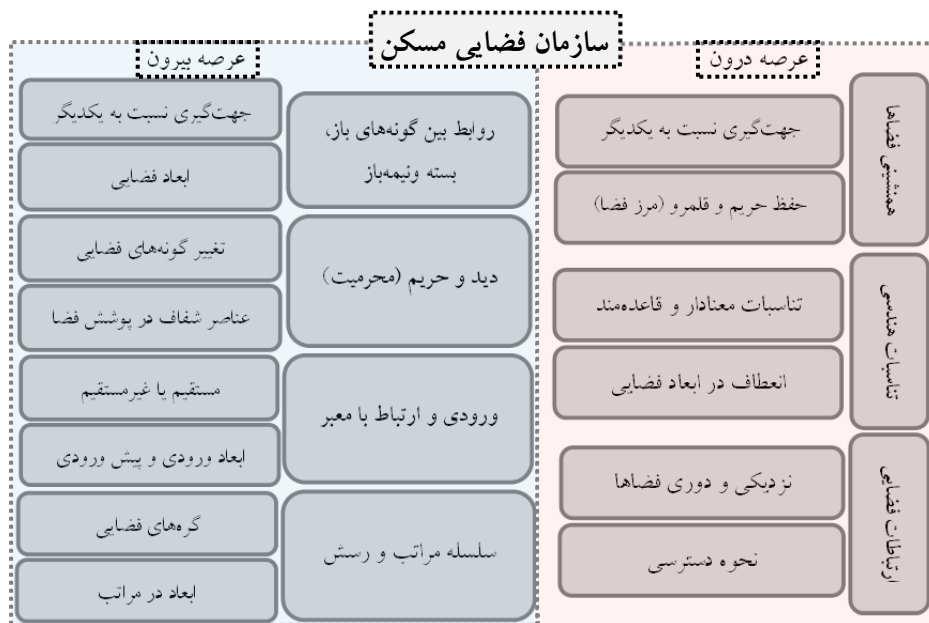 سازمان فضایی مسکن
عرصه درون
همنشینی فضاها
جهت‌گیری نسبت به یکدیگر
حفظ حریم و قلمرو (مرز فضا)
تناسبات هندسی
تناسبات معنادار و قاعده‌مند
انعطاف در ابعاد فضایی
ارتباطات فضایی
نزدیکی و دوری فضاها
نحوه دسترسی
عرصه بیرون
روابط بین گونه‌های باز،
بسته ونیمه‌باز
جهت‌گیری نسبت به یکدیگر
ابعاد فضایی
دید و حریم (محرمیت)
تغییر گونه‌های فضایی
عناصر شفاف در پوشش فضا
ورودی و ارتباط با معبر
مستقیم یا غیرمستقیم
ابعاد ورودی و پیش ورودی
سلسله مراتب و رسش
گره‌های فضایی
ابعاد در مراتب